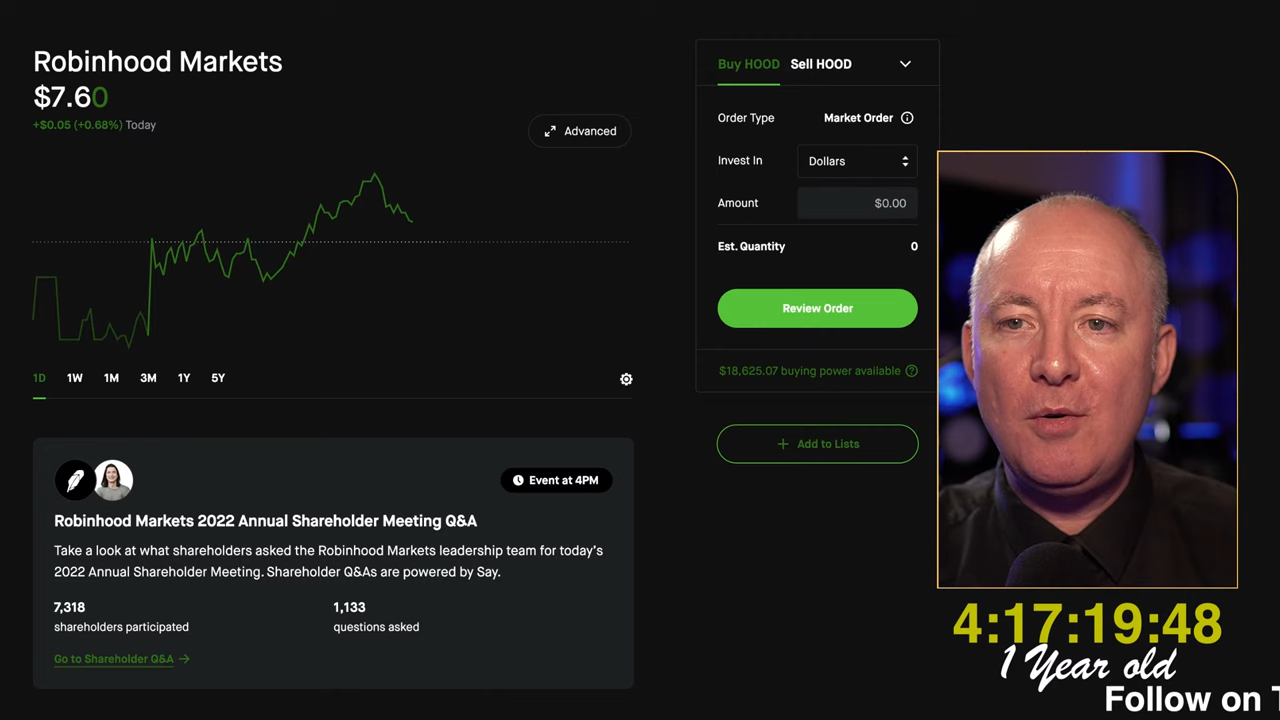 Robinhood Markets
$7.60
+$0.05 (+0.68%) Today
Advanced
1D 1W 1M 3M 1Y 5Y
Event at 4PM
Robinhood Markets 2022 Annual Shareholder Meeting Q&A
Take a look at what shareholders asked the Robinhood Markets leadership team for today's
2022 Annual Shareholder Meeting. Shareholder Q&As are powered by Say.
7,318 1,133
shareholders participated questions asked
Go to Shareholder Q&A →
Buy HOOD Sell HOOD
Order Type Market Order
Invest In Dollars
Amount $0.00
Est. Quantity 0
Review Order
$18,625.07 buying power available
+ Add to Lists
4:17:19:48
1 Year old
Follow on T